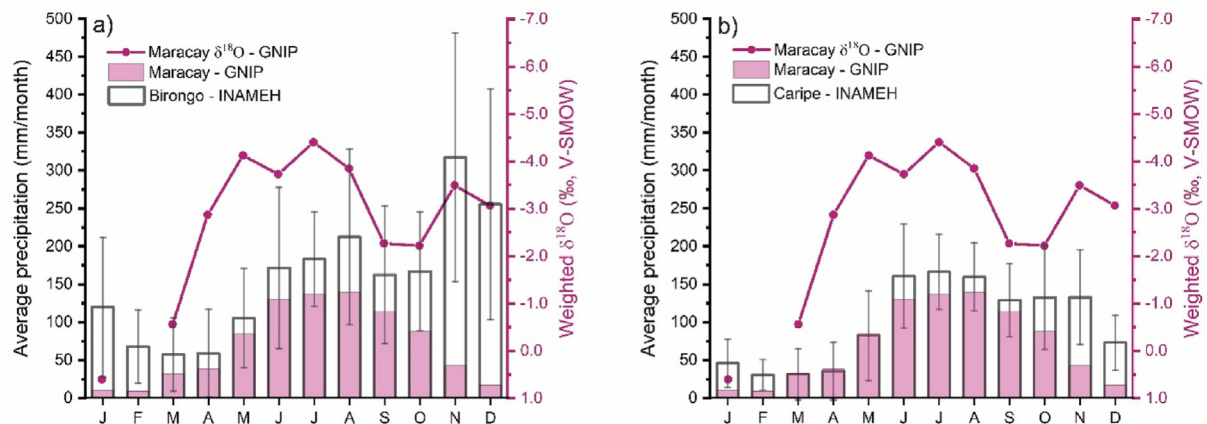 a)
Maracay δ¹⁸O - GNIP
Maracay - GNIP
Birongo - INAMEH
Average precipitation (mm/month)
500
450
400
350
300
250
200
150
100
50
0
J F M A M J J A S O N D
-7.0
-6.0
-5.0
-4.0
-3.0
-2.0
-1.0
0.0
1.0
Weighted δ¹⁸O (‰, V-SMOW)
b)
Maracay δ¹⁸O - GNIP
Maracay - GNIP
Caripe - INAMEH
Average precipitation (mm/month)
500
450
400
350
300
250
200
150
100
50
0
J F M A M J J A S O N D
-7.0
-6.0
-5.0
-4.0
-3.0
-2.0
-1.0
0.0
1.0
Weighted δ¹⁸O (‰, V-SMOW)